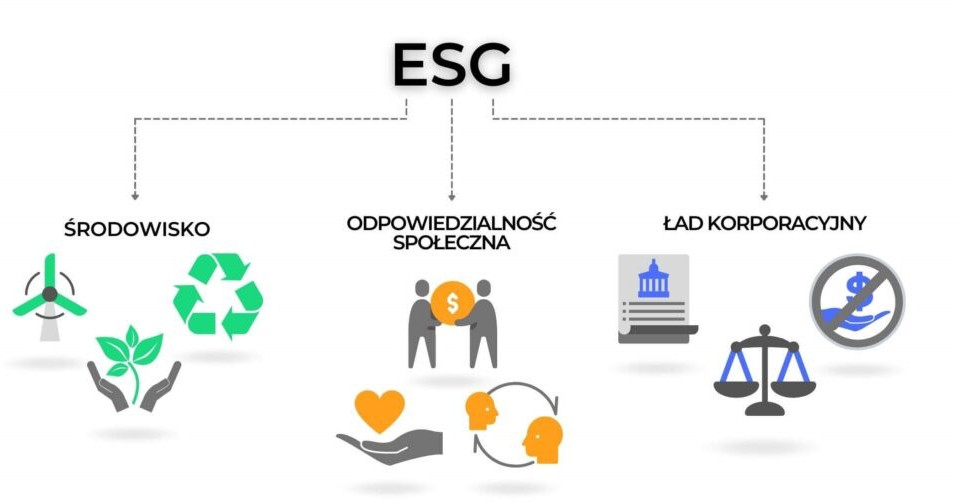 ESG
ŚRODOWISKO
ODPOWIEDZIALNOŚĆ
SPOŁECZNA
ŁAD KORPORACYJNY
$
$